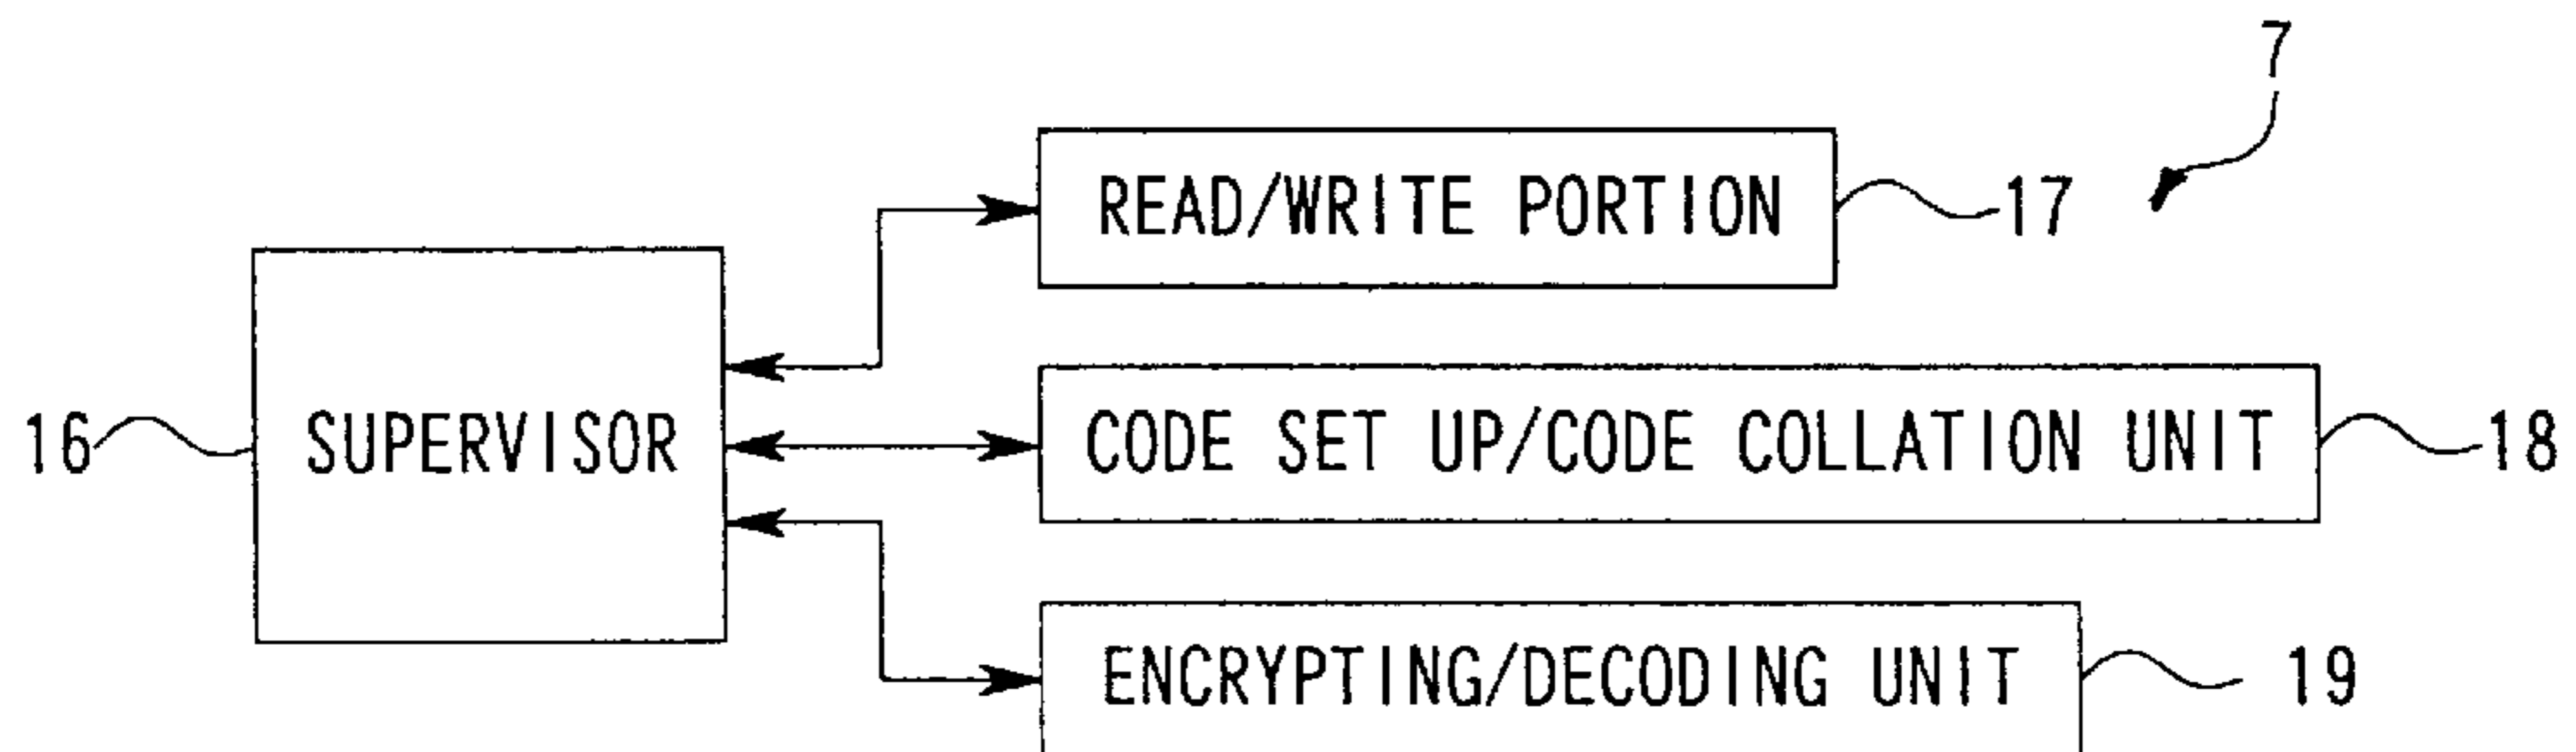 7
READ/WRITE PORTION 17
16 SUPERVISOR CODE SET UP/CODE COLLATION UNIT 18
ENCRYPTING/DECODING UNIT 19